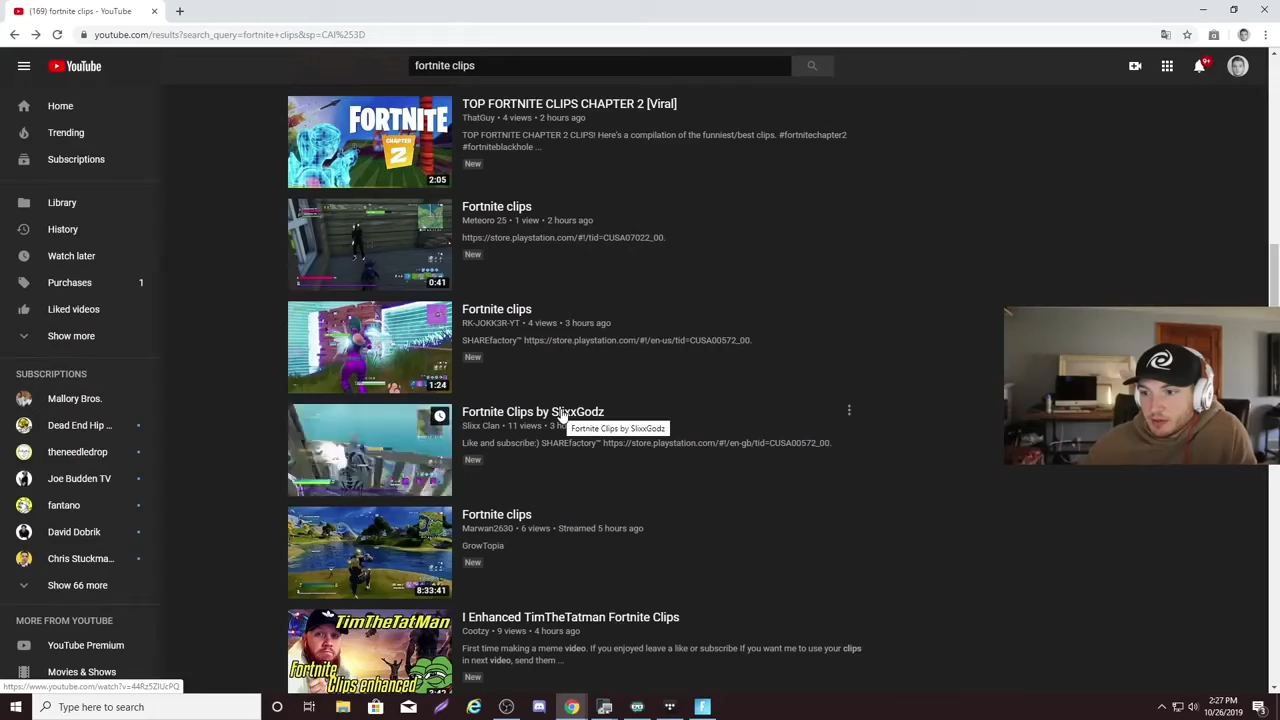 (169) fortnite clips - YouTube
youtube.com/results?search_query=fortnite+clips&sp=CAI%253D
YouTube
fortnite clips
9+
Home
Trending
Subscriptions
Library
History
Watch later
Purchases 1
Liked videos
Show more
SUBSCRIPTIONS
Mallory Bros.
Dead End Hip ...
theneedledrop
Joe Budden TV
fantano
David Dobrik
Chris Stuckma...
Show 66 more
MORE FROM YOUTUBE
YouTube Premium
Movies & Shows
https://www.youtube.com/watch?v=44Rz5ZlUcPQ
FORTNITE
CHAPTER
2
2:05
TOP FORTNITE CLIPS CHAPTER 2 [Viral]
ThatGuy • 4 views • 2 hours ago
TOP FORTNITE CHAPTER 2 CLIPS! Here's a compilation of the funniest/best clips. #fortnitechapter2
#fortniteblackhole ...
New
0:41
Fortnite clips
Meteoro 25 • 1 view • 2 hours ago
https://store.playstation.com/#!/tid=CUSA07022_00.
New
1:24
Fortnite clips
RK-JOKK3R-YT • 4 views • 3 hours ago
SHAREfactory™ https://store.playstation.com/#!/en-us/tid=CUSA00572_00.
New
Fortnite Clips by SlixxGodz
Slixx Clan • 11 views • 3 h
Fortnite Clips by SlixxGodz
Like and subscribe:) SHAREfactory™ https://store.playstation.com/#!/en-gb/tid=CUSA00572_00.
New
8:33:41
Fortnite clips
Marwan2630 • 6 views • Streamed 5 hours ago
GrowTopia
New
TimTheTatMan
Fortnite
Clips enhanced
I Enhanced TimTheTatman Fortnite Clips
Cootzy • 9 views • 4 hours ago
First time making a meme video. If you enjoyed leave a like or subscribe If you want me to use your clips
in next video, send them ...
New
Type here to search
2:27 PM
10/26/2019